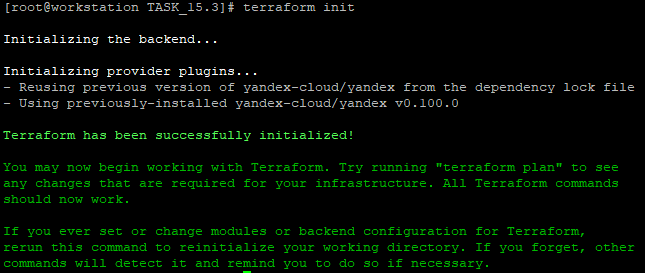 [root@workstation TASK_15.3]# terraform init
Initializing the backend...
Initializing provider plugins...
- Reusing previous version of yandex-cloud/yandex from the dependency lock file
- Using previously-installed yandex-cloud/yandex v0.100.0
Terraform has been successfully initialized!
You may now begin working with Terraform. Try running "terraform plan" to see
any changes that are required for your infrastructure. All Terraform commands
should now work.
If you ever set or change modules or backend configuration for Terraform,
rerun this command to reinitialize your working directory. If you forget, other
commands will detect it and remind you to do so if necessary.